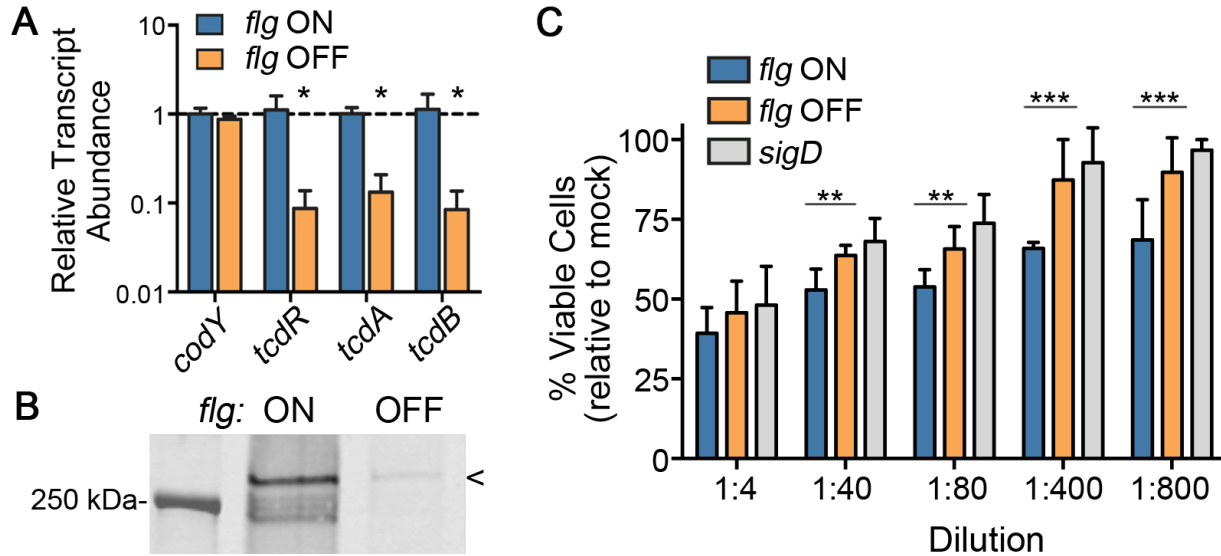 A
Relative Transcript
Abundance
10
1
0.1
0.01
flg ON
flg OFF
*
*
*
codY
tcdR
tcdA
tcdB
B
flg: ON OFF
250 kDa-
<
C
% Viable Cells
(relative to mock)
flg ON
flg OFF
sigD
100
75
50
25
0
**
**
***
***
1:4
1:40
1:80
1:400
1:800
Dilution